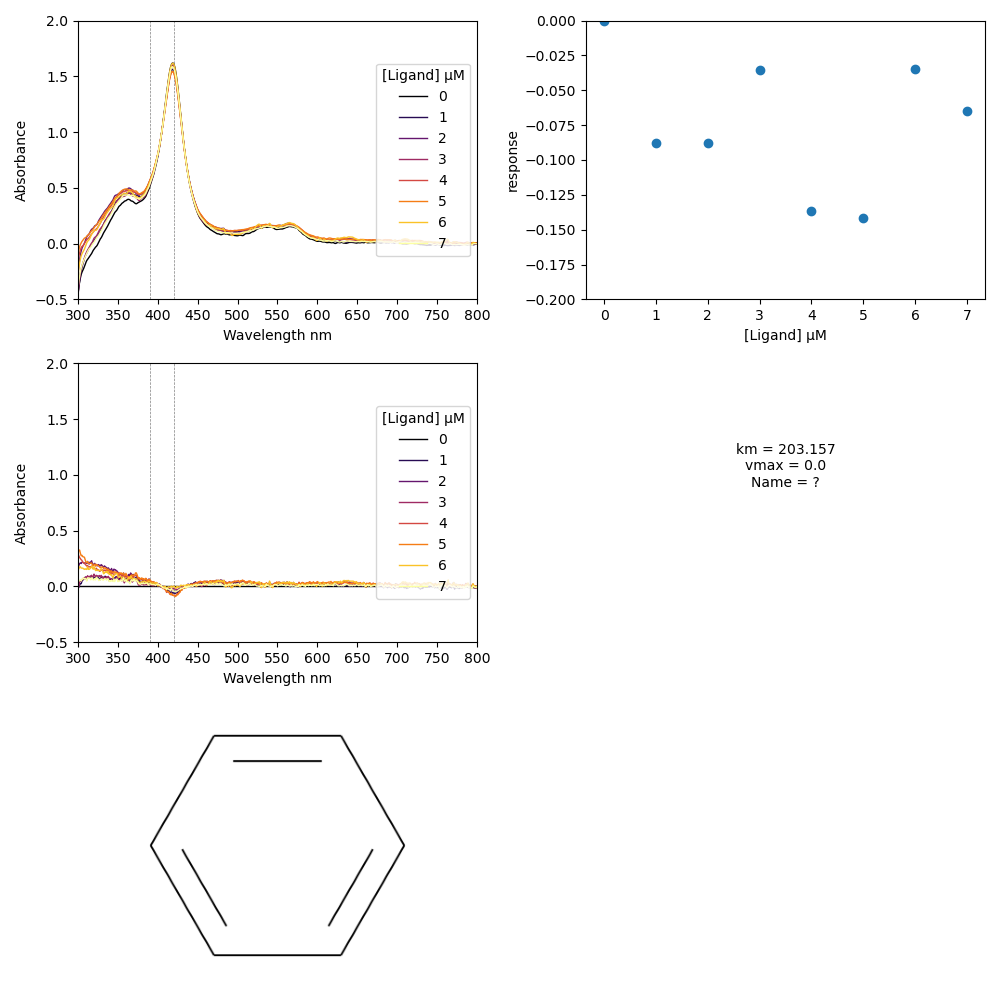 2.0
1.5
1.0
0.5
0.0
−0.5
Absorbance
300 350 400 450 500 550 600 650 700 750 800
Wavelength nm
[Ligand] μM
0
1
2
3
4
5
6
7
0.000
−0.025
−0.050
−0.075
−0.100
−0.125
−0.150
−0.175
−0.200
response
0 1 2 3 4 5 6 7
[Ligand] μM
2.0
1.5
1.0
0.5
0.0
−0.5
Absorbance
300 350 400 450 500 550 600 650 700 750 800
Wavelength nm
[Ligand] μM
0
1
2
3
4
5
6
7
km = 203.157
vmax = 0.0
Name = ?